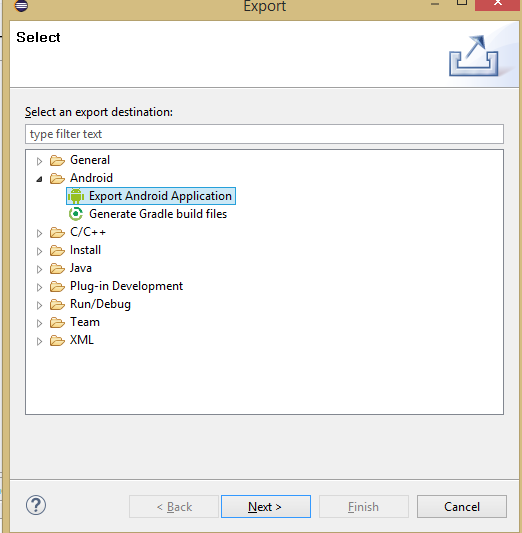 Export
Select
Select an export destination:
type filter text
General
Android
Export Android Application
Generate Gradle build files
C/C++
Install
Java
Plug-in Development
Run/Debug
Team
XML
?
< Back
Next >
Finish
Cancel